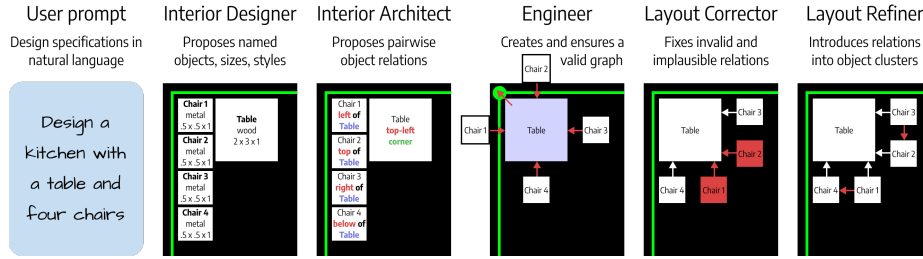 User prompt
Design specifications in
natural language
Design a
kitchen with
a table and
four chairs
Interior Designer
Proposes named
objects, sizes, styles
Chair 1
metal
.5 x .5 x 1
Chair 2
metal
.5 x .5 x 1
Chair 3
metal
.5 x .5 x 1
Chair 4
metal
.5 x .5 x 1
Table
wood
2 x 3 x 1
Interior Architect
Proposes pairwise
object relations
Chair 1
left of
Table
Chair 2
top of
Table
Chair 3
right of
Table
Chair 4
below of
Table
Table
top-left
corner
Engineer
Creates and ensures a
valid graph
Chair 2
Chair 1
Table
Chair 3
Chair 4
Layout Corrector
Fixes invalid and
implausible relations
Table
Chair 3
Chair 2
Chair 4
Chair 1
Layout Refiner
Introduces relations
into object clusters
Table
Chair 3
Chair 2
Chair 4
Chair 1